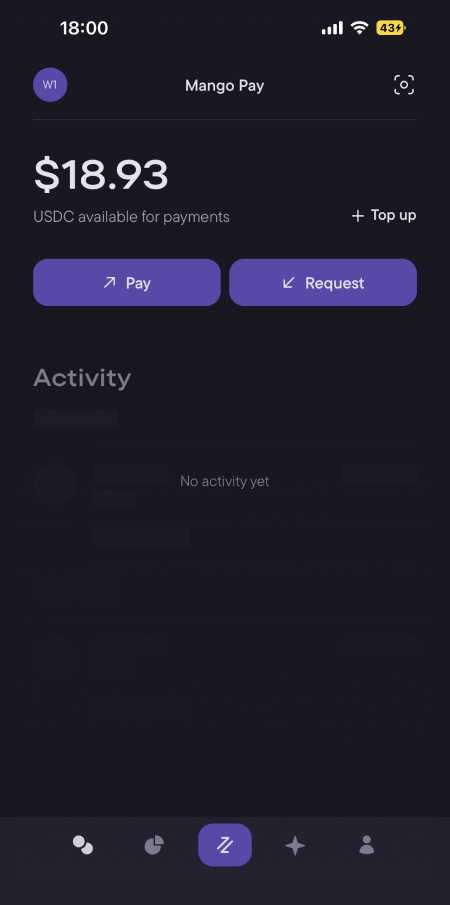 18:00
43
W1
Mango Pay
$18.93
USDC available for payments
+ Top up
Pay
Request
Activity
No activity yet